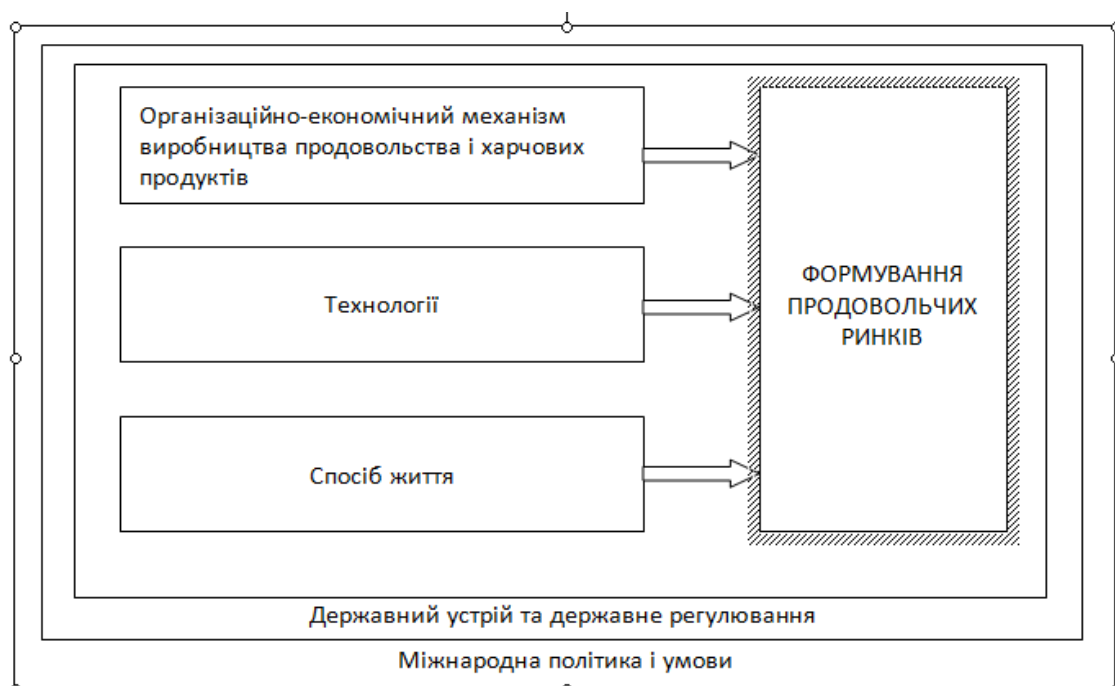 Організаційно-економічний механізм
виробництва продовольства і харчових
продуктів
Технології
Спосіб життя
ФОРМУВАННЯ
ПРОДОВОЛЬЧИХ
РИНКІВ
Державний устрій та державне регулювання
Міжнародна політика і умови